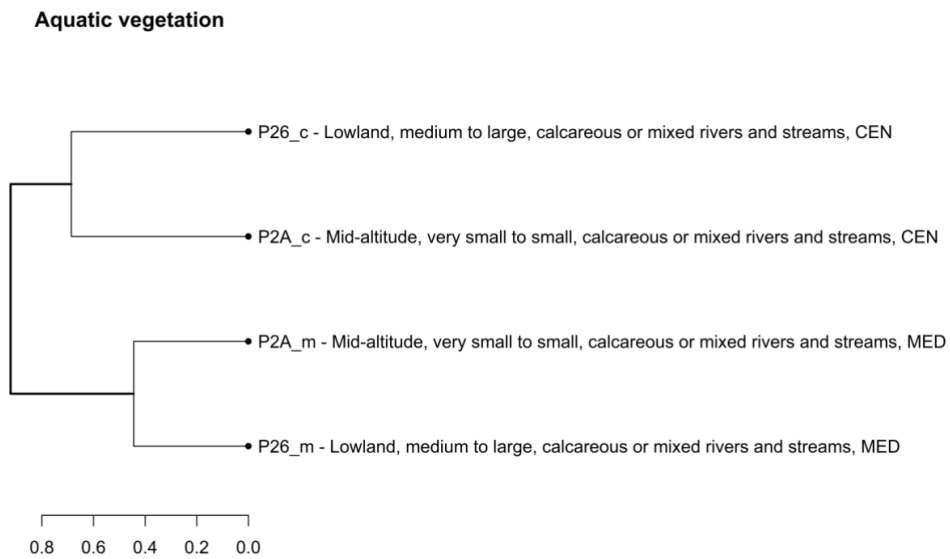 Aquatic vegetation
P26_c - Lowland, medium to large, calcareous or mixed rivers and streams, CEN
P2A_c - Mid-altitude, very small to small, calcareous or mixed rivers and streams, CEN
P2A_m - Mid-altitude, very small to small, calcareous or mixed rivers and streams, MED
P26_m - Lowland, medium to large, calcareous or mixed rivers and streams, MED
0.8 0.6 0.4 0.2 0.0